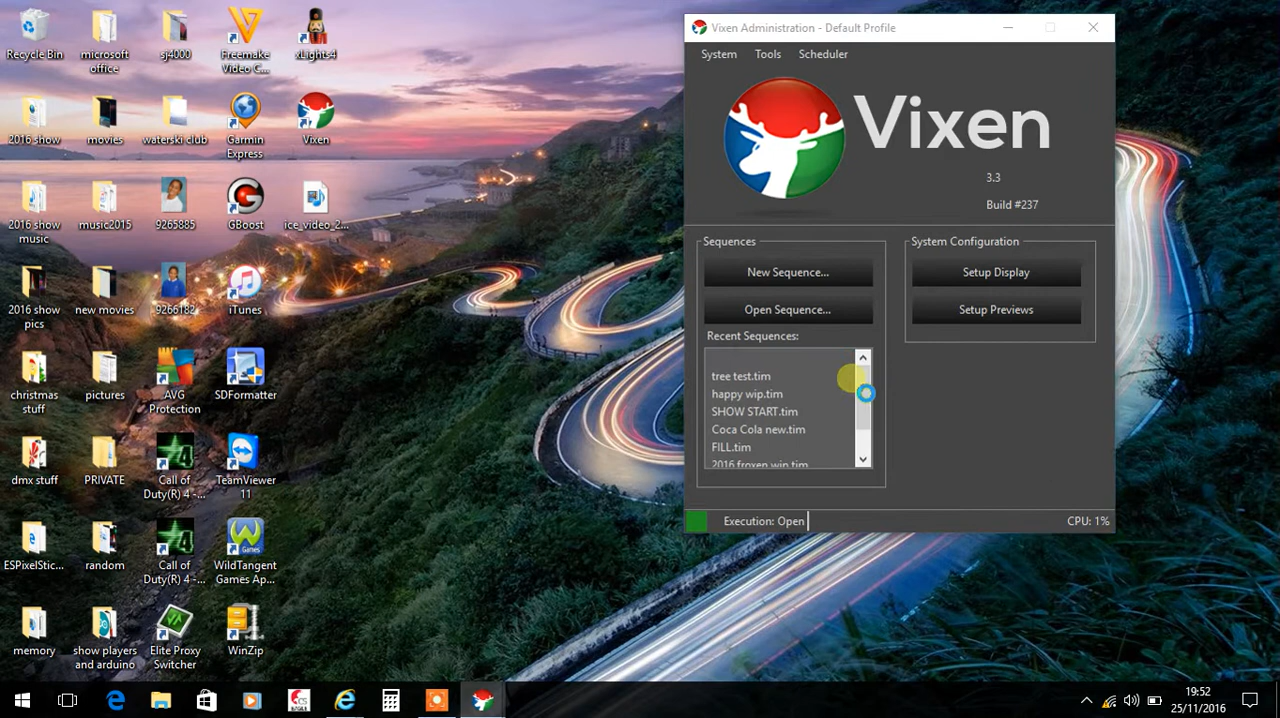 Recycle Bin
microsoft
office
sj4000
Freemake
Video C...
xLights4
2016 show
movies
waterski club
Garmin
Express
Vixen
2016 show
music
music2015
9265885
GBoost
ice_video_2...
2016 show
pics
new movies
9266182
iTunes
christmas
stuff
pictures
AVG
Protection
SDFormatter
dmx stuff
PRIVATE
Call of
Duty(R) 4 -...
TeamViewer
11
ESPixelStic...
random
Call of
Duty(R) 4 -...
WildTangent
Games Ap...
memory
show players
and arduino
Elite Proxy
Switcher
WinZip
Vixen Administration - Default Profile
System Tools Scheduler
Vixen
3.3
Build #237
Sequences
New Sequence...
Open Sequence...
Recent Sequences:
tree test.tim
happy wip.tim
SHOW START.tim
Coca Cola new.tim
FILL.tim
2016 froxen wip.tim
System Configuration
Setup Display
Setup Previews
Execution: Open
CPU: 1%
19:52
25/11/2016